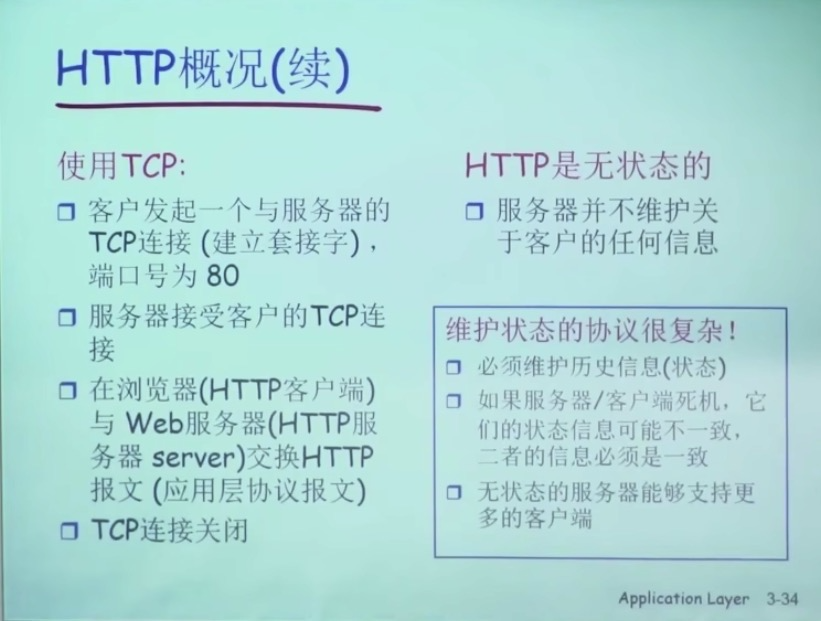 HTTP概况(续)
使用TCP:
客户发起一个与服务器的
TCP连接 (建立套接字) ，
端口号为 80
服务器接受客户的TCP连
接
在浏览器(HTTP客户端)
与 Web服务器(HTTP服
务器 server)交换HTTP
报文 (应用层协议报文)
TCP连接关闭
HTTP是无状态的
服务器并不维护关
于客户的任何信息
维护状态的协议很复杂！
必须维护历史信息(状态)
如果服务器/客户端死机，它
们的状态信息可能不一致，
二者的信息必须是一致
无状态的服务器能够支持更
多的客户端
Application Layer 3-34